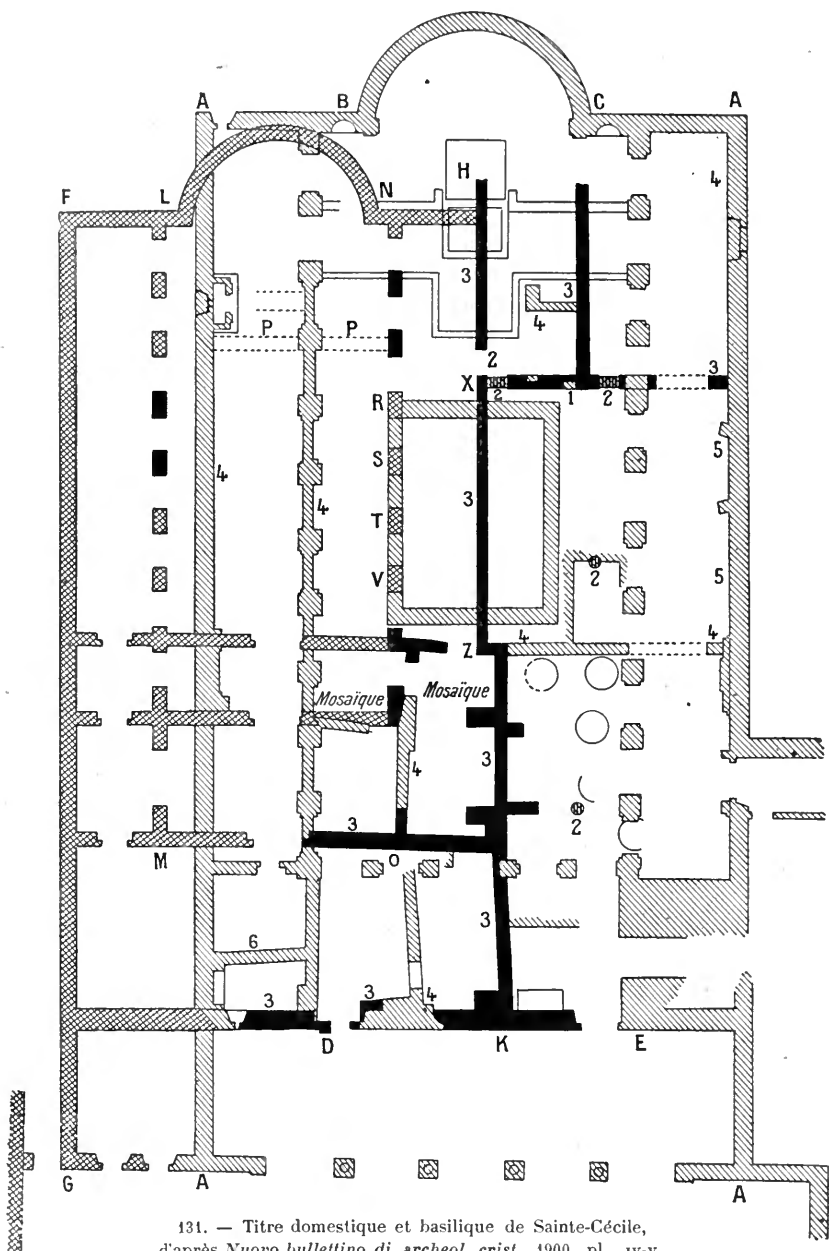 A B C A
4
F L N H
3 3
4
P P 2
X 3
2 1 2
R
S 5
4 4 3
T
V 5
2
Z 4 4
Mosaïque Mosaïque
4 3
2
3
M O
3
6
3 3 4
D K E
G A A
131. — Titre domestique et basilique de Sainte-Cécile,
d'après Nuovo bullettino di archeol. crist., 1900, pl.